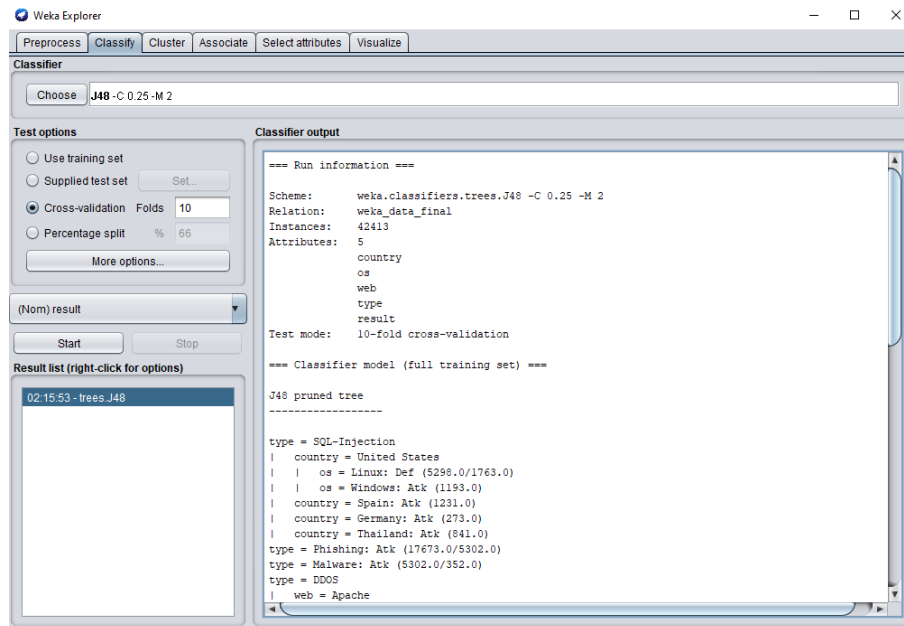 Weka Explorer
Preprocess Classify Cluster Associate Select attributes Visualize
Classifier
Choose J48 -C 0.25 -M 2
Test options
Use training set
Supplied test set Set...
Cross-validation Folds 10
Percentage split % 66
More options...
(Nom) result
Start Stop
Result list (right-click for options)
02:15:53 - trees.J48
Classifier output
=== Run information ===
Scheme: weka.classifiers.trees.J48 -C 0.25 -M 2
Relation: weka_data_final
Instances: 42413
Attributes: 5
country
os
web
type
result
Test mode: 10-fold cross-validation
=== Classifier model (full training set) ===
J48 pruned tree
------------------
type = SQL-Injection
| country = United States
| | os = Linux: Def (5298.0/1763.0)
| | os = Windows: Atk (1193.0)
| country = Spain: Atk (1231.0)
| country = Germany: Atk (273.0)
| country = Thailand: Atk (841.0)
type = Phishing: Atk (17673.0/5302.0)
type = Malware: Atk (5302.0/352.0)
type = DDOS
| web = Apache